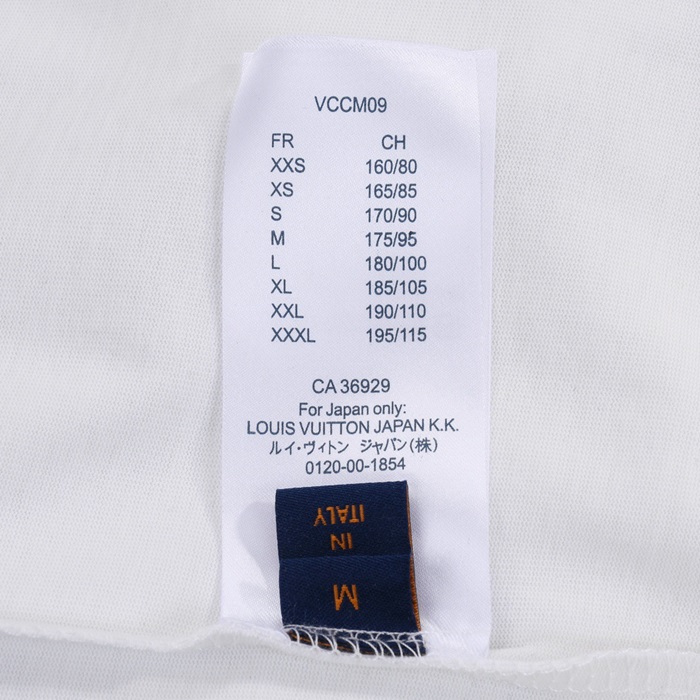 VCCM09
FR CH
XXS 160/80
XS 165/85
S 170/90
M 175/95
L 180/100
XL 185/105
XXL 190/110
XXXL 195/115
CA 36929
For Japan only:
LOUIS VUITTON JAPAN K.K.
ルイ・ヴィトン ジャパン(株)
0120-00-1854
M
IN
ITALY